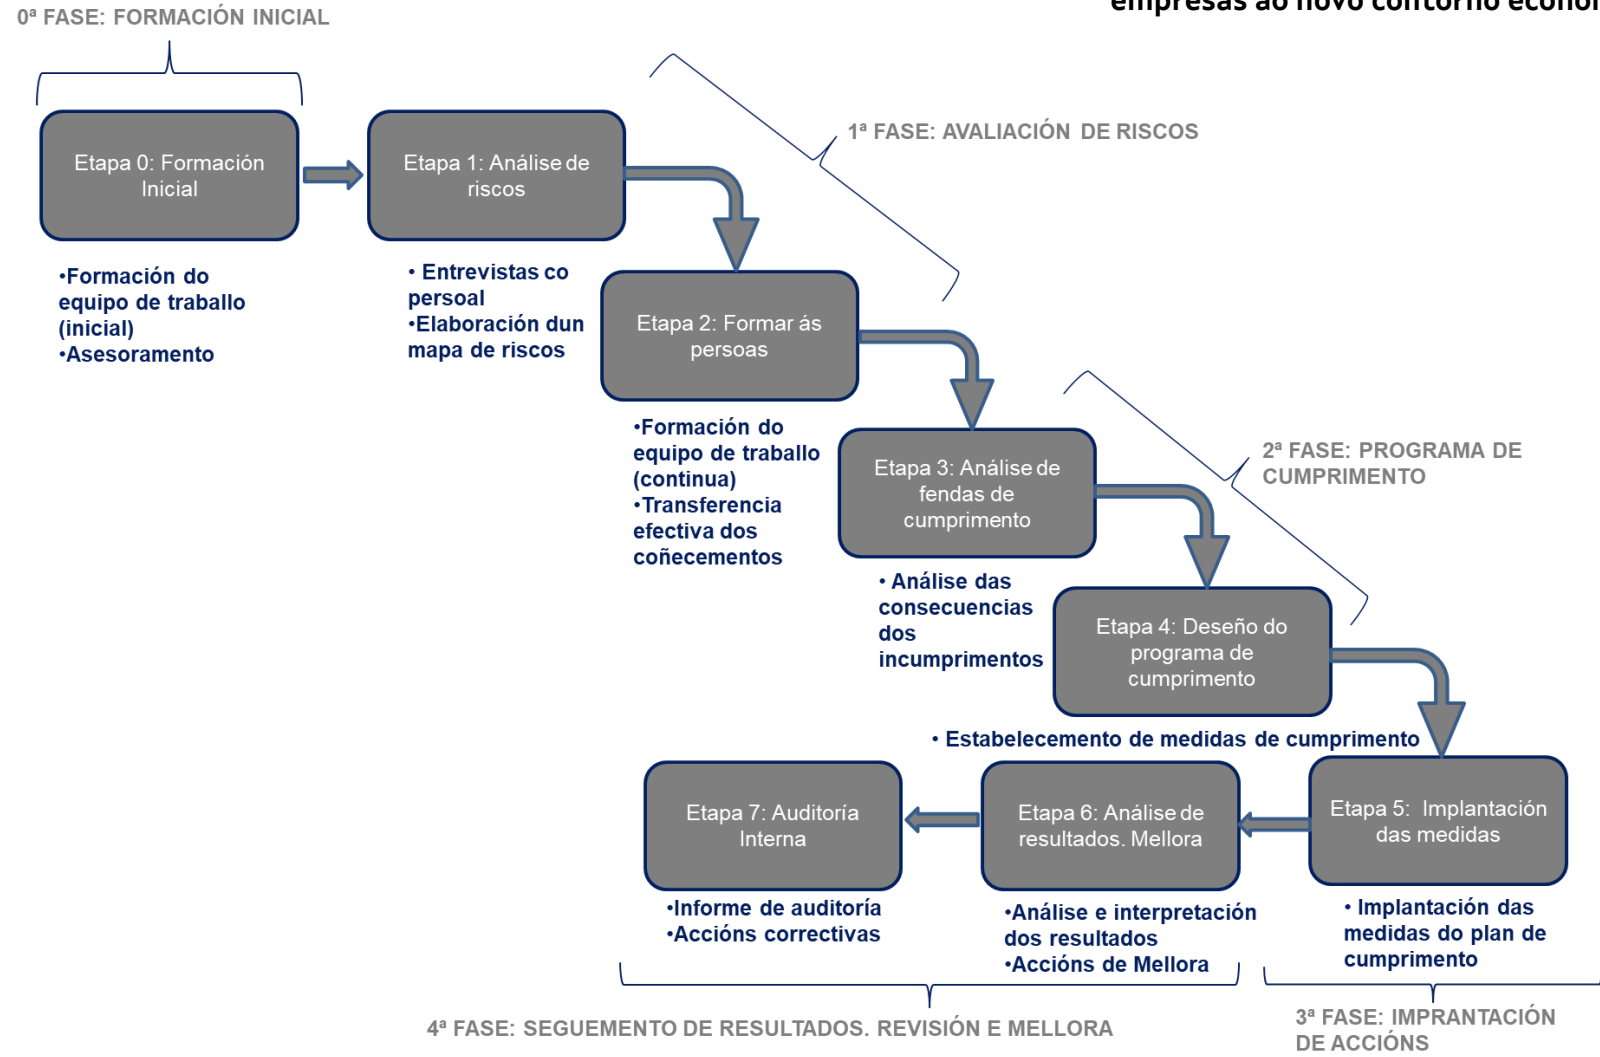 empresas ao novo contorno
0ª FASE: FORMACIÓN INICIAL
Etapa 0: Formación
Inicial
•Formación do
equipo de traballo
(inicial)
•Asesoramento
Etapa 1: Análise de
riscos
• Entrevistas co
persoal
•Elaboración dun
mapa de riscos
1ª FASE: AVALIACIÓN DE RISCOS
Etapa 2: Formar ás
persoas
•Formación do
equipo de traballo
(continua)
•Transferencia
efectiva dos
coñecementos
Etapa 3: Análise de
fendas de
cumprimento
• Análise das
consecuencias
dos
incumprimentos
2ª FASE: PROGRAMA DE
CUMPRIMENTO
Etapa 4: Deseño do
programa de
cumprimento
• Estabelecemento de medidas de cumprimento
Etapa 5: Implantación
das medidas
• Implantación das
medidas do plan de
cumprimento
3ª FASE: IMPRANTACIÓN
DE ACCIÓNS
Etapa 6: Análise de
resultados. Mellora
•Análise e interpretación
dos resultados
•Accións de Mellora
Etapa 7: Auditoría
Interna
•Informe de auditoría
•Accións correctivas
4ª FASE: SEGUEMENTO DE RESULTADOS. REVISIÓN E MELLORA